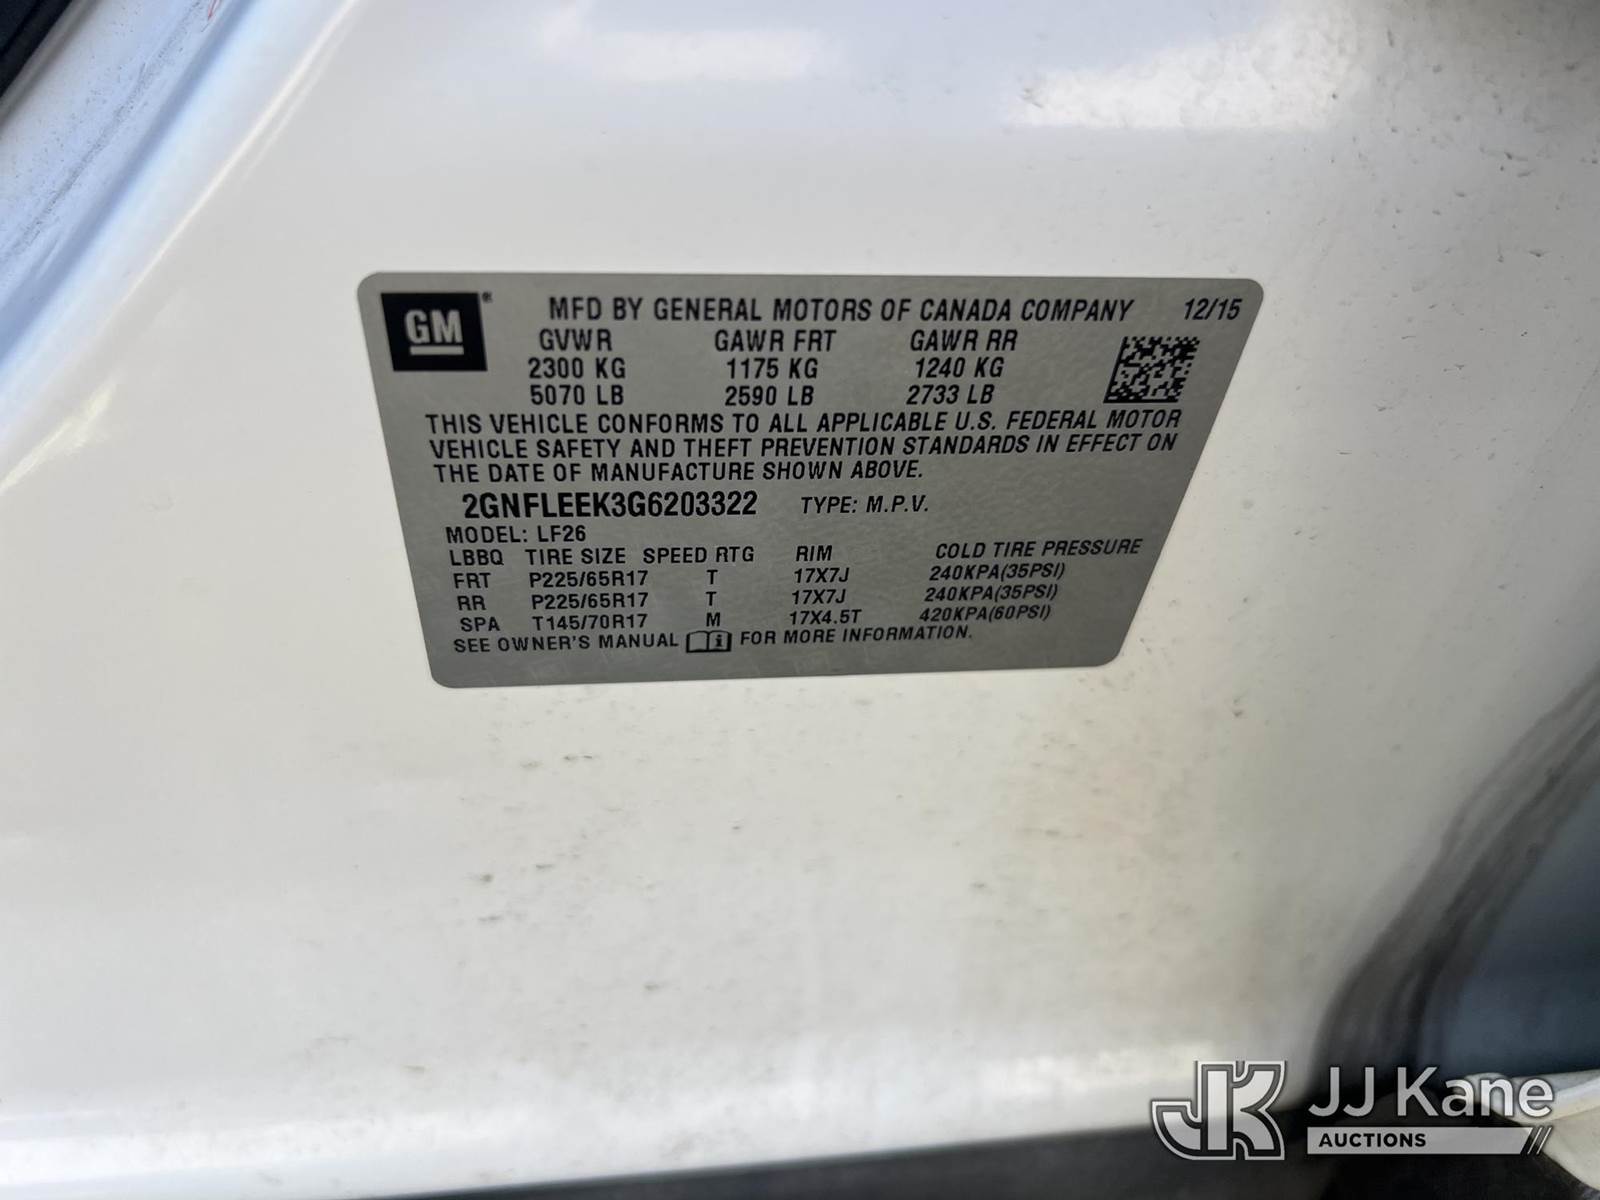 GM®
MFD BY GENERAL MOTORS OF CANADA COMPANY 12/15
GVWR GAWR FRT GAWR RR
2300 KG 1175 KG 1240 KG
5070 LB 2590 LB 2733 LB
THIS VEHICLE CONFORMS TO ALL APPLICABLE U.S. FEDERAL MOTOR
VEHICLE SAFETY AND THEFT PREVENTION STANDARDS IN EFFECT ON
THE DATE OF MANUFACTURE SHOWN ABOVE.
2GNFLEEK3G6203322 TYPE: M.P.V.
MODEL: LF26
LBBQ TIRE SIZE SPEED RTG RIM COLD TIRE PRESSURE
FRT P225/65R17 T 17X7J 240KPA(35PSI)
RR P225/65R17 T 17X7J 240KPA(35PSI)
SPA T145/70R17 M 17X4.5T 420KPA(60PSI)
SEE OWNER'S MANUAL FOR MORE INFORMATION.
JK JJ Kane
AUCTIONS